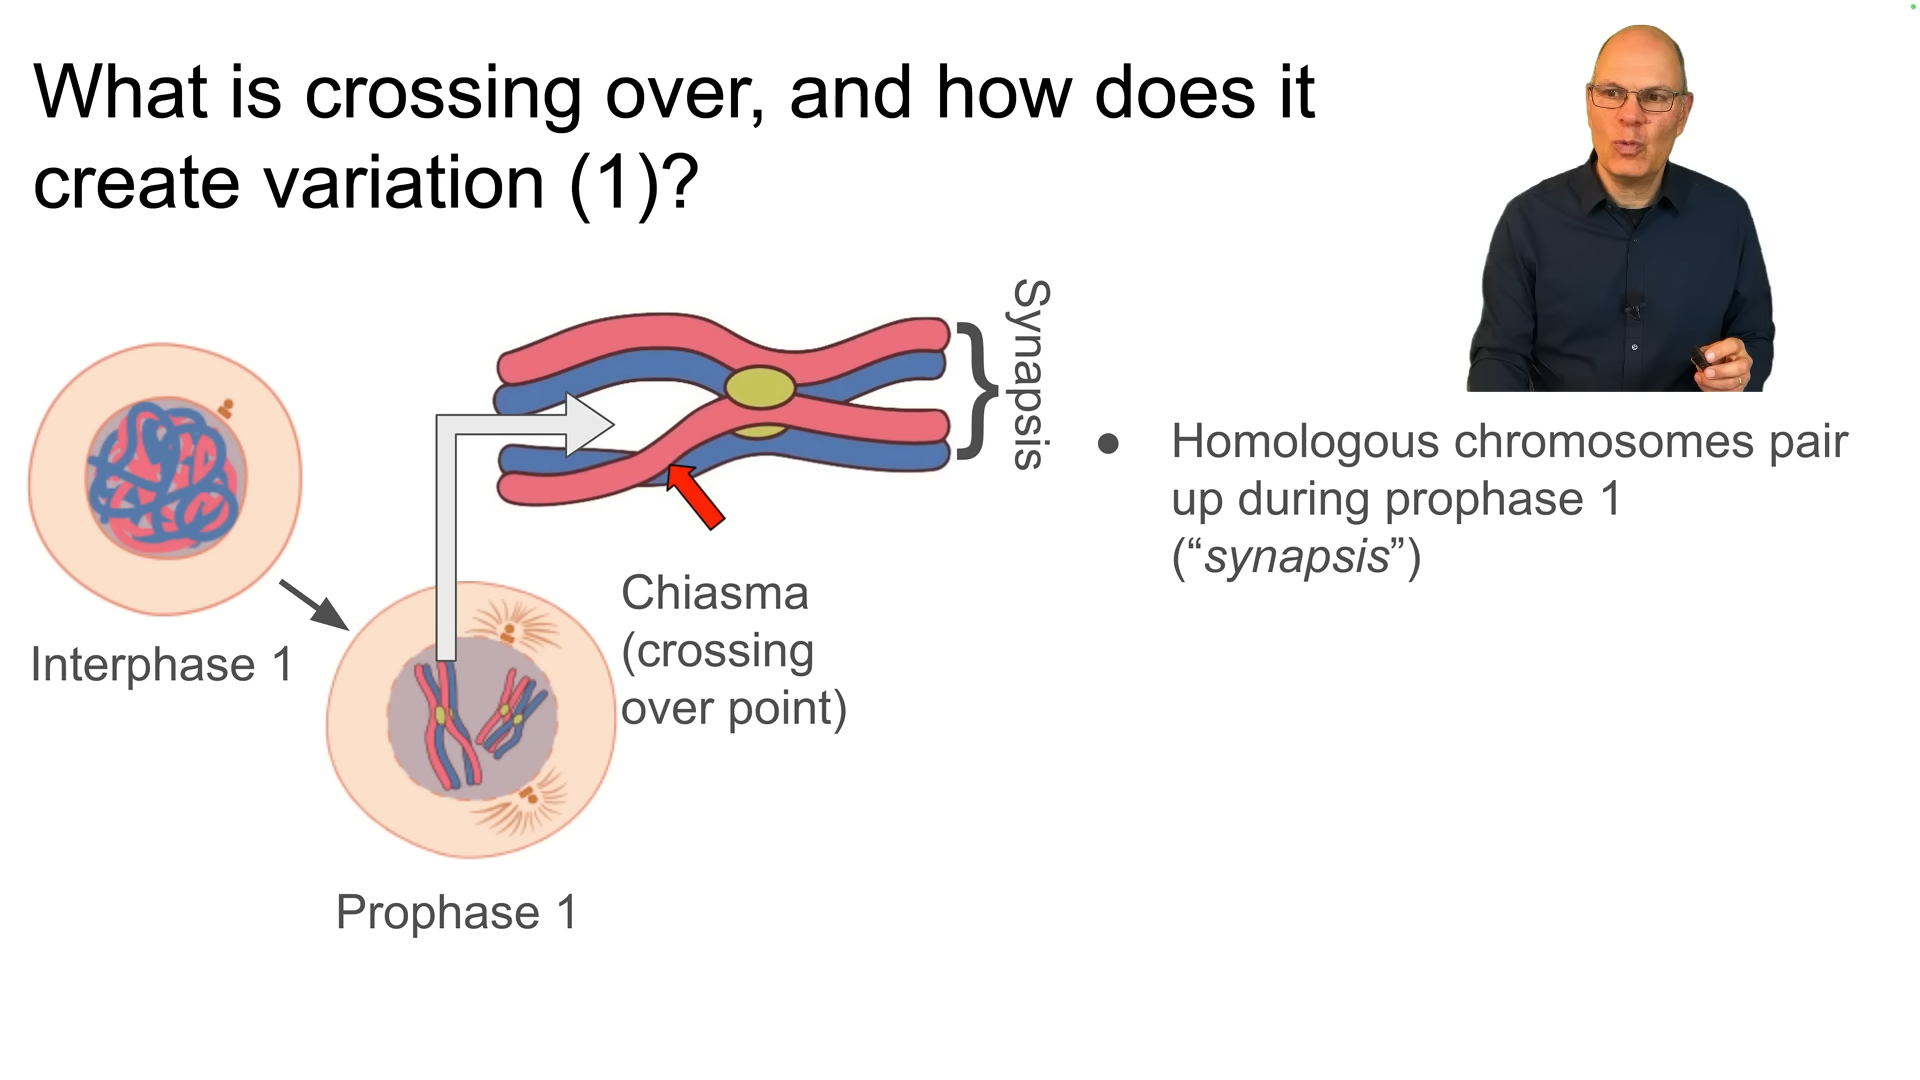 What is crossing over, and how does it
create variation (1)?
Synapsis
● Homologous chromosomes pair
up during prophase 1
(“synapsis”)
Chiasma
(crossing
over point)
Interphase 1
Prophase 1